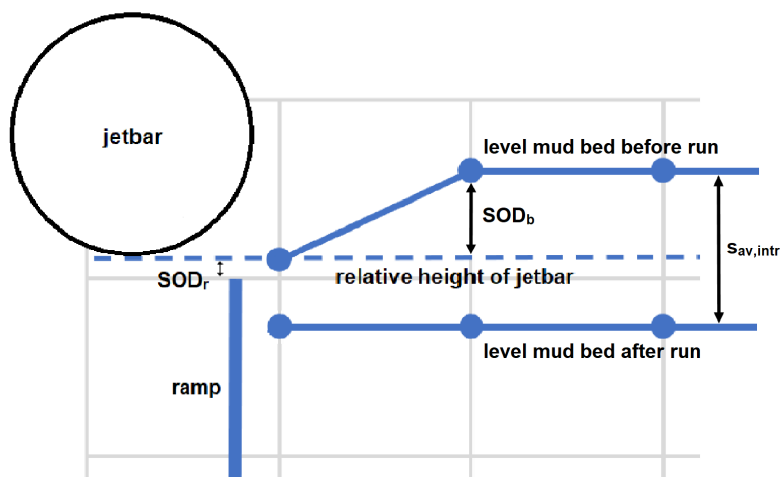 jetbar
level mud bed before run
SODb
sav,intr
SODr
relative height of jetbar
level mud bed after run
ramp